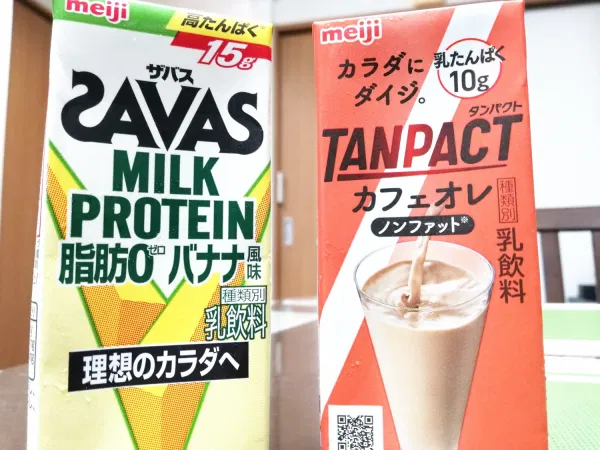 meiji
高たんぱく
15g
ザバス
SAVAS
MILK
PROTEIN
脂肪0ゼロ バナナ風味
種類別
乳飲料
理想のカラダへ
meiji
カラダに
ダイジ。
乳たんぱく
10g
タンパクト
TANPACT
カフェオレ
ノンファット※
種類別
乳飲料